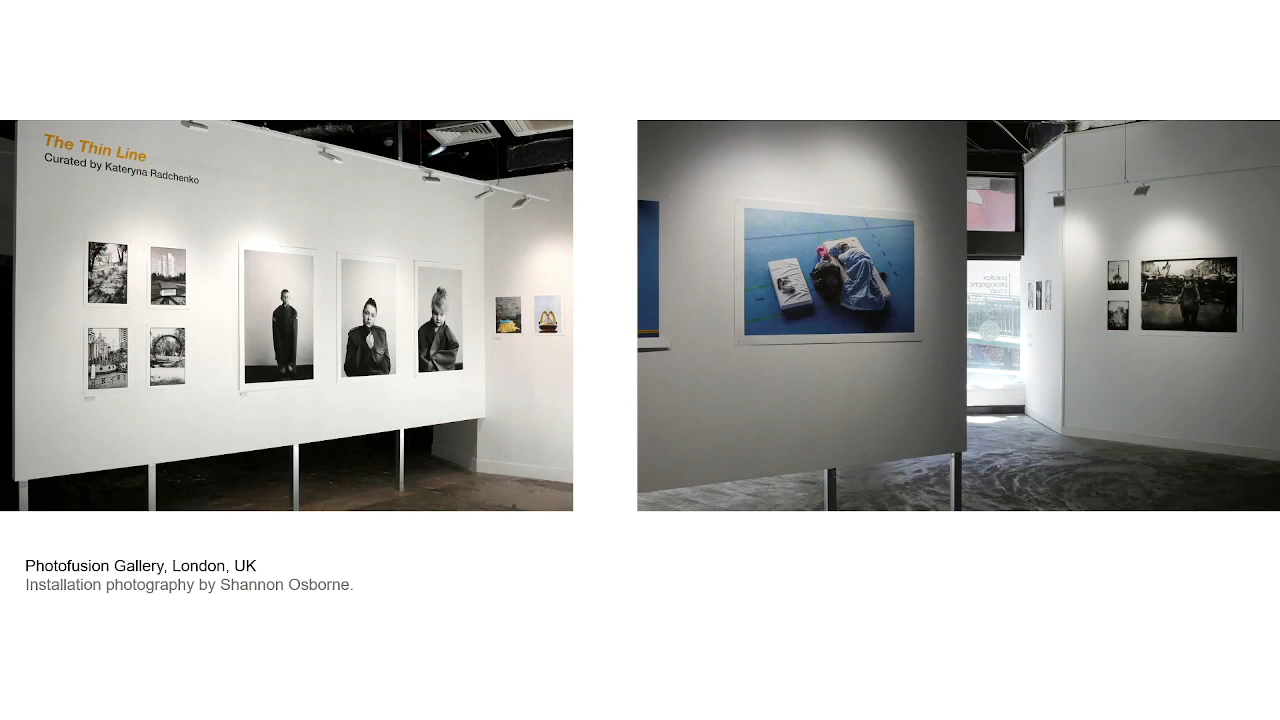 The Thin Line
Curated by Kateryna Radchenko
Photofusion Gallery, London, UK
Installation photography by Shannon Osborne.